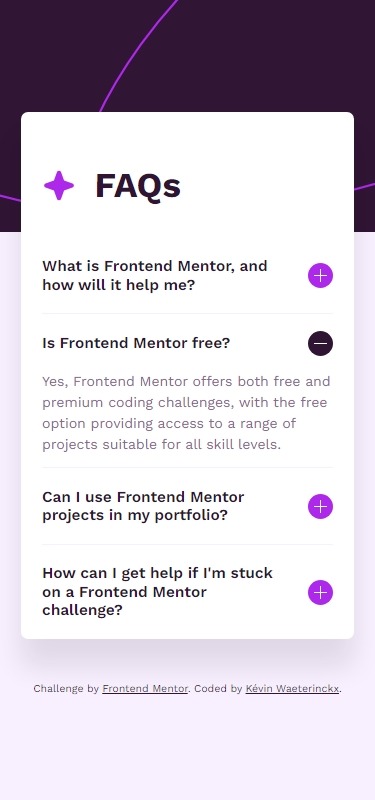 FAQs
What is Frontend Mentor, and
how will it help me?
Is Frontend Mentor free?
Yes, Frontend Mentor offers both free and
premium coding challenges, with the free
option providing access to a range of
projects suitable for all skill levels.
Can I use Frontend Mentor
projects in my portfolio?
How can I get help if I'm stuck
on a Frontend Mentor
challenge?
Challenge by Frontend Mentor. Coded by Kévin Waeterinckx.